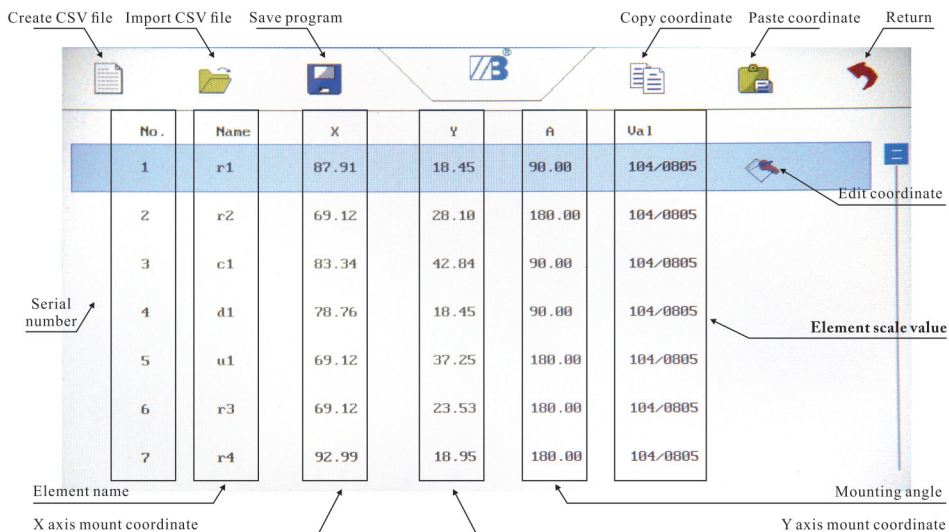 Create CSV file Import CSV file Save program Copy coordinate Paste coordinate Return
No. Name X Y A Val
1 r1 87.91 18.45 90.00 104/0805
Edit coordinate
2 r2 69.12 28.10 180.00 104/0805
3 c1 83.34 42.84 90.00 104/0805
Serial
number
4 d1 78.76 18.45 90.00 104/0805
Element scale value
5 u1 69.12 37.25 180.00 104/0805
6 r3 69.12 23.53 180.00 104/0805
7 r4 92.99 18.95 180.00 104/0805
Element name Mounting angle
X axis mount coordinate Y axis mount coordinate